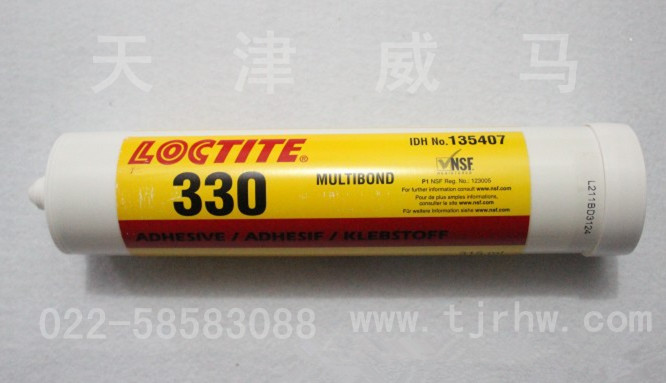 天津威马
LOCTITE®
330
MULTIBOND
IDH No.135407
NSF
P1 NSF Reg. No.: 123005
For further information consult www.nsf.com
Pour de plus amples informations,
consulter le site www.nsf.com
Für weitere Information siehe www.nsf.com
ADHESIVE / ADHESIF / KLEBSTOFF
L211BD3124
022-58583088 www.tjrhw.com